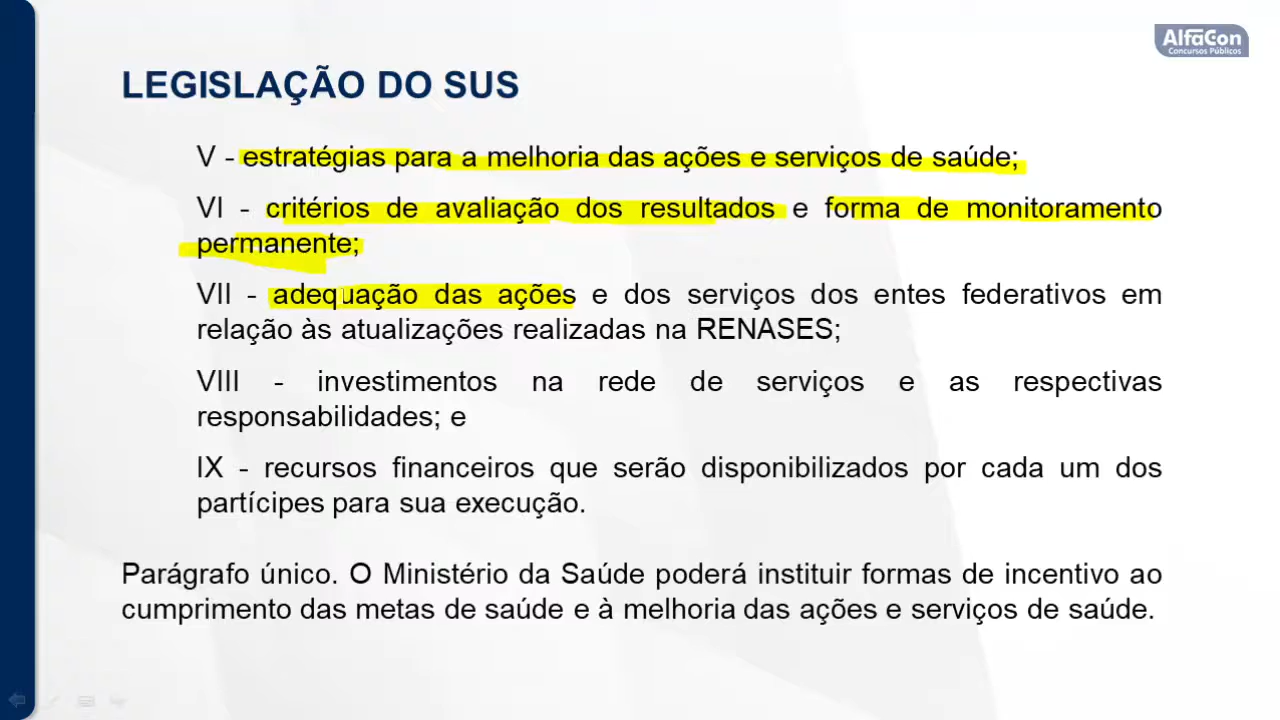 AlfaCon
Concursos Públicos
LEGISLAÇÃO DO SUS
V - estratégias para a melhoria das ações e serviços de saúde;
VI - critérios de avaliação dos resultados e forma de monitoramento
permanente;
VII - adequação das ações e dos serviços dos entes federativos em
relação às atualizações realizadas na RENASES;
VIII - investimentos na rede de serviços e as respectivas
responsabilidades; e
IX - recursos financeiros que serão disponibilizados por cada um dos
partícipes para sua execução.
Parágrafo único. O Ministério da Saúde poderá instituir formas de incentivo ao
cumprimento das metas de saúde e à melhoria das ações e serviços de saúde.